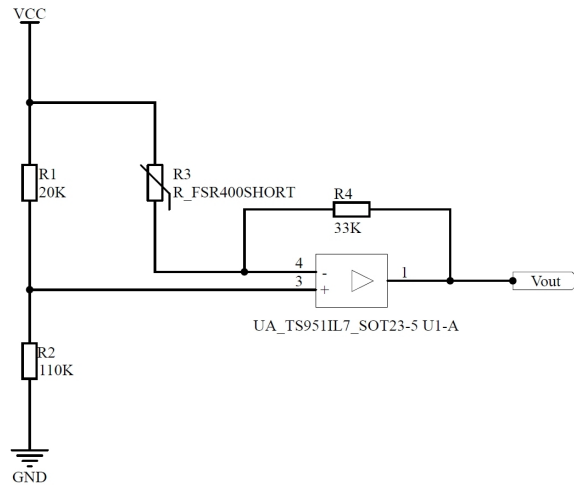 VCC
R1
20K
R3
R_FSR400SHORT
R4
33K
4
-
3
+
1
Vout
UA_TS951IL7_SOT23-5 U1-A
R2
110K
GND